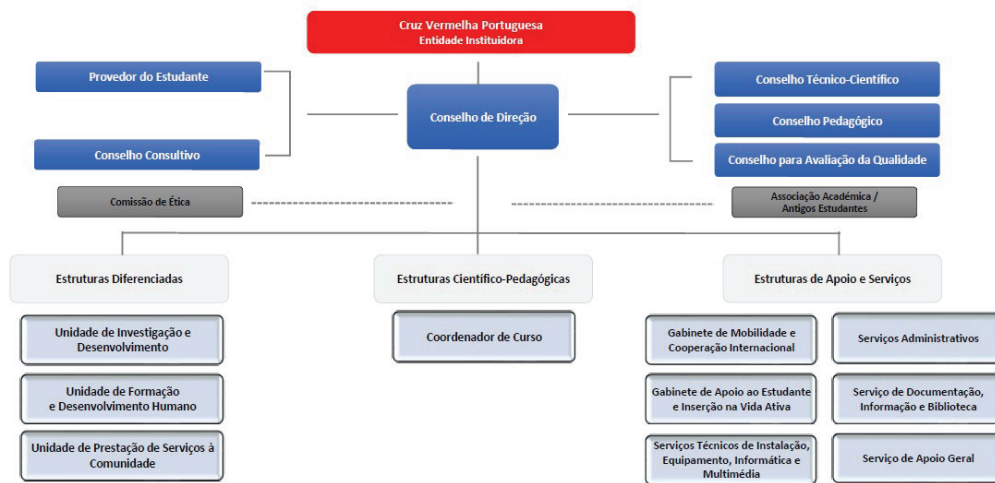 Cruz Vermelha Portuguesa
Entidade Instituidora
Provedor do Estudante
Conselho Técnico-Científico
Conselho de Direção
Conselho Pedagógico
Conselho Consultivo
Conselho para Avaliação da Qualidade
Comissão de Ética
Associação Académica /
Antigos Estudantes
Estruturas Diferenciadas
Estruturas Científico-Pedagógicas
Estruturas de Apoio e Serviços
Unidade de Investigação e
Desenvolvimento
Coordenador de Curso
Gabinete de Mobilidade e
Cooperação Internacional
Serviços Administrativos
Unidade de Formação
e Desenvolvimento Humano
Gabinete de Apoio ao Estudante
e Inserção na Vida Ativa
Serviço de Documentação,
Informação e Biblioteca
Unidade de Prestação de Serviços à
Comunidade
Serviços Técnicos de Instalação,
Equipamento, Informática e
Multimédia
Serviço de Apoio Geral